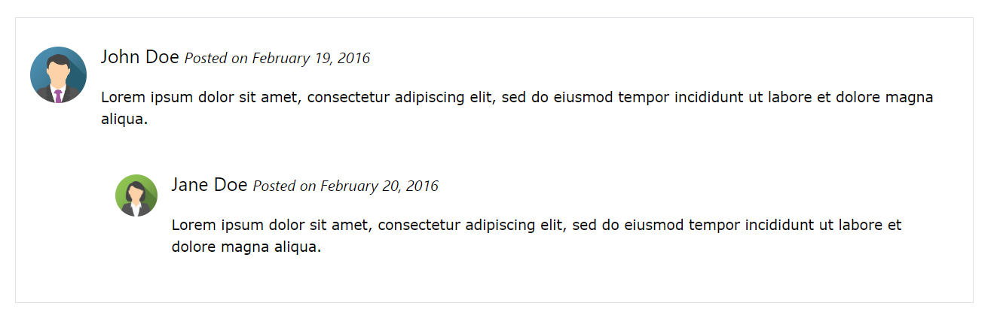 John Doe Posted on February 19, 2016
Lorem ipsum dolor sit amet, consectetur adipiscing elit, sed do eiusmod tempor incididunt ut labore et dolore magna
aliqua.
Jane Doe Posted on February 20, 2016
Lorem ipsum dolor sit amet, consectetur adipiscing elit, sed do eiusmod tempor incididunt ut labore et
dolore magna aliqua.